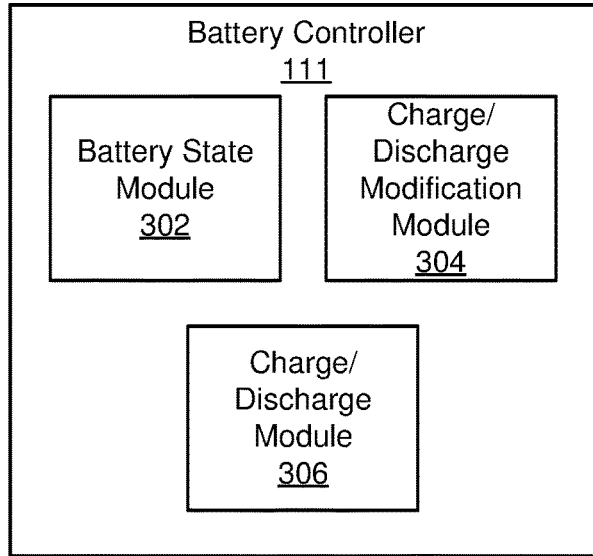 Battery Controller
111
Battery State
Module
302
Charge/
Discharge
Modification
Module
304
Charge/
Discharge
Module
306